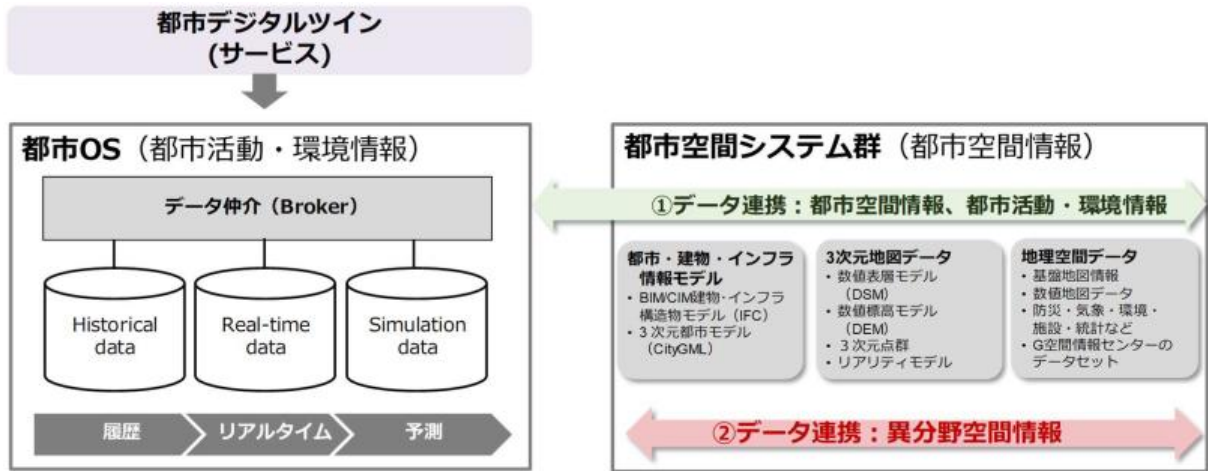 都市デジタルツイン
(サービス)
都市OS（都市活動・環境情報）
データ仲介（Broker）
Historical
data
Real-time
data
Simulation
data
履歴
リアルタイム
予測
都市空間システム群（都市空間情報）
①データ連携：都市空間情報、都市活動・環境情報
都市・建物・インフラ
情報モデル
• BIM/CIM建物・インフラ
構造物モデル（IFC）
• ３次元都市モデル
（CityGML）
3次元地図データ
• 数値表層モデル
（DSM）
• 数値標高モデル
（DEM）
• ３次元点群
• リアリティモデル
地理空間データ
• 基盤地図情報
• 数値地図データ
• 防災・気象・環境・
施設・統計など
• G空間情報センターの
データセット
②データ連携：異分野空間情報